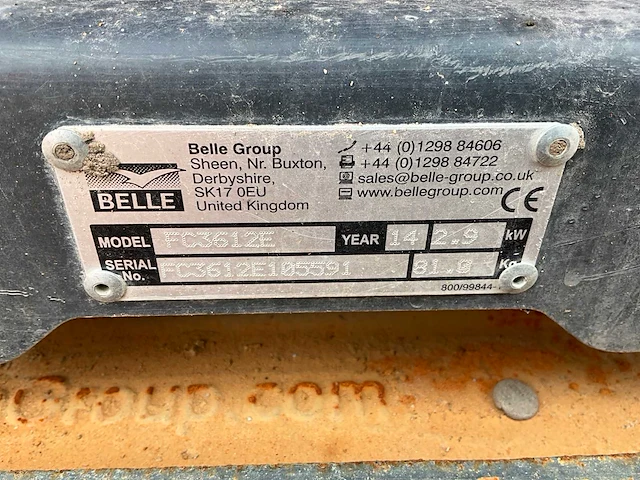 Belle Group
Sheen, Nr. Buxton,
Derbyshire,
SK17 0EU
United Kingdom
+44 (0)1298 84606
+44 (0)1298 84722
sales@belle-group.co.uk
www.bellegroup.com
BELLE
CE
MODEL FC3612E YEAR 14 2.9 kW
SERIAL No. FC3612E105591 81.0 Kg
800/99844-
Group.com